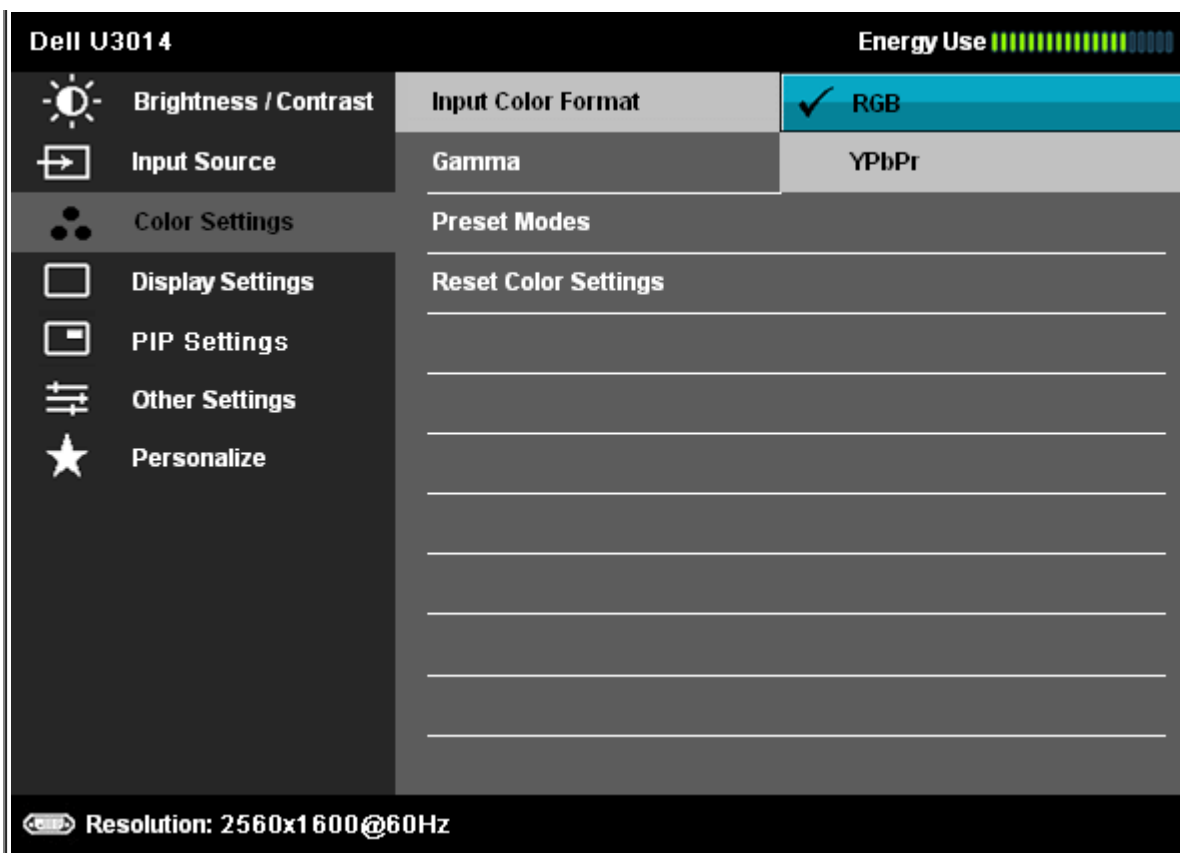 Dell U3014 Energy Use
Brightness / Contrast Input Color Format RGB
Input Source Gamma YPbPr
Color Settings Preset Modes
Display Settings Reset Color Settings
PIP Settings
Other Settings
Personalize
Resolution: 2560x1600@60Hz